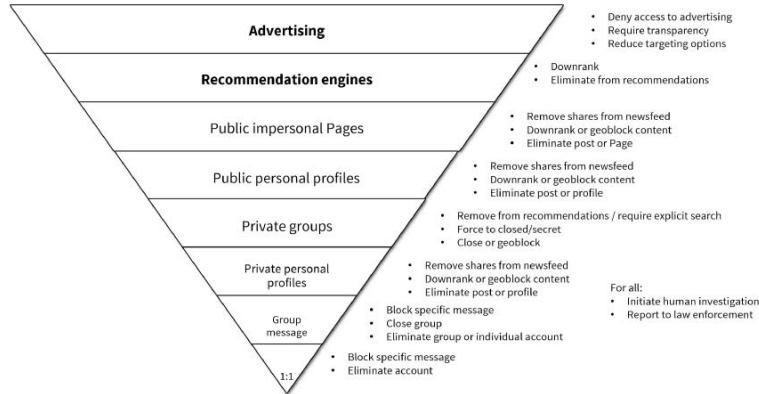 Advertising
• Deny access to advertising
• Require transparency
• Reduce targeting options
Recommendation engines
• Downrank
• Eliminate from recommendations
Public impersonal Pages
• Remove shares from newsfeed
• Downrank or geoblock content
• Eliminate post or Page
Public personal profiles
• Remove shares from newsfeed
• Downrank or geoblock content
• Eliminate post or profile
Private groups
• Remove from recommendations / require explicit search
• Force to closed/secret
• Close or geoblock
Private personal
profiles
• Remove shares from newsfeed
• Downrank or geoblock content
• Eliminate post or profile
Group
message
• Block specific message
• Close group
• Eliminate group or individual account
1:1
• Block specific message
• Eliminate account
For all:
• Initiate human investigation
• Report to law enforcement